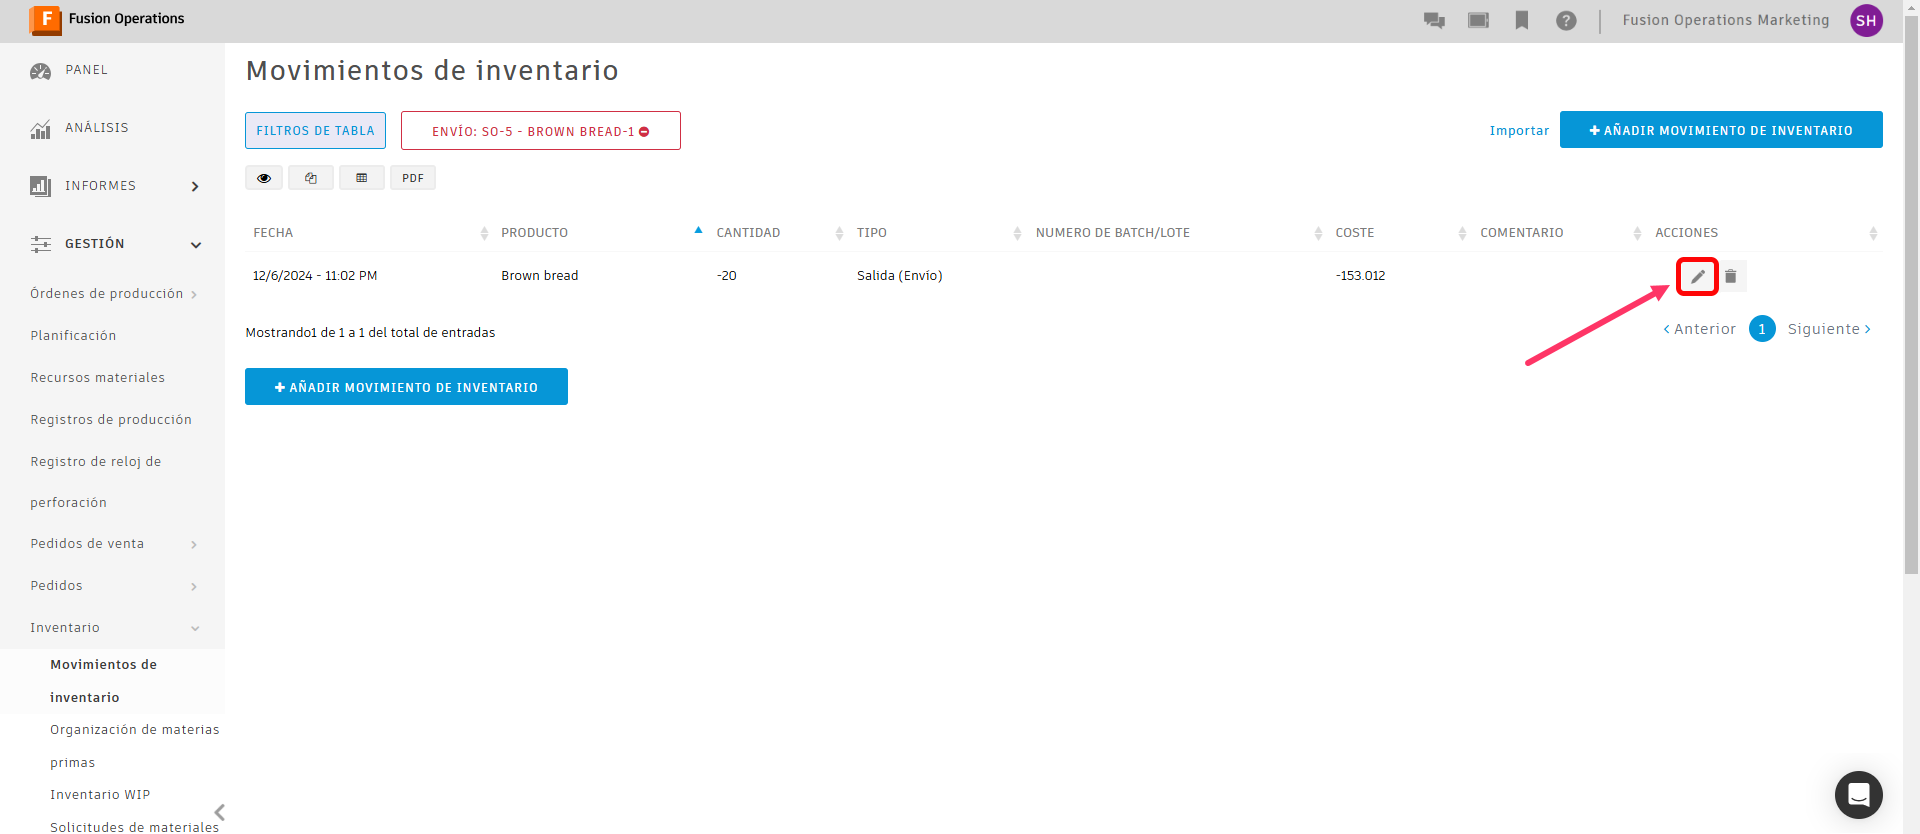 F Fusion Operations
? Fusion Operations Marketing SH
PANEL
ANÁLISIS
INFORMES
GESTIÓN
Órdenes de producción
Planificación
Recursos materiales
Registros de producción
Registro de reloj de
perforación
Pedidos de venta
Pedidos
Inventario
Movimientos de
inventario
Organización de materias
primas
Inventario WIP
Solicitudes de materiales
Movimientos de inventario
FILTROS DE TABLA ENVÍO: SO-5 - BROWN BREAD-1 Importar + AÑADIR MOVIMIENTO DE INVENTARIO
PDF
FECHA PRODUCTO CANTIDAD TIPO NUMERO DE BATCH/LOTE COSTE COMENTARIO ACCIONES
12/6/2024 - 11:02 PM Brown bread -20 Salida (Envío) -153.012
Mostrando1 de 1 a 1 del total de entradas < Anterior 1 Siguiente >
+ AÑADIR MOVIMIENTO DE INVENTARIO